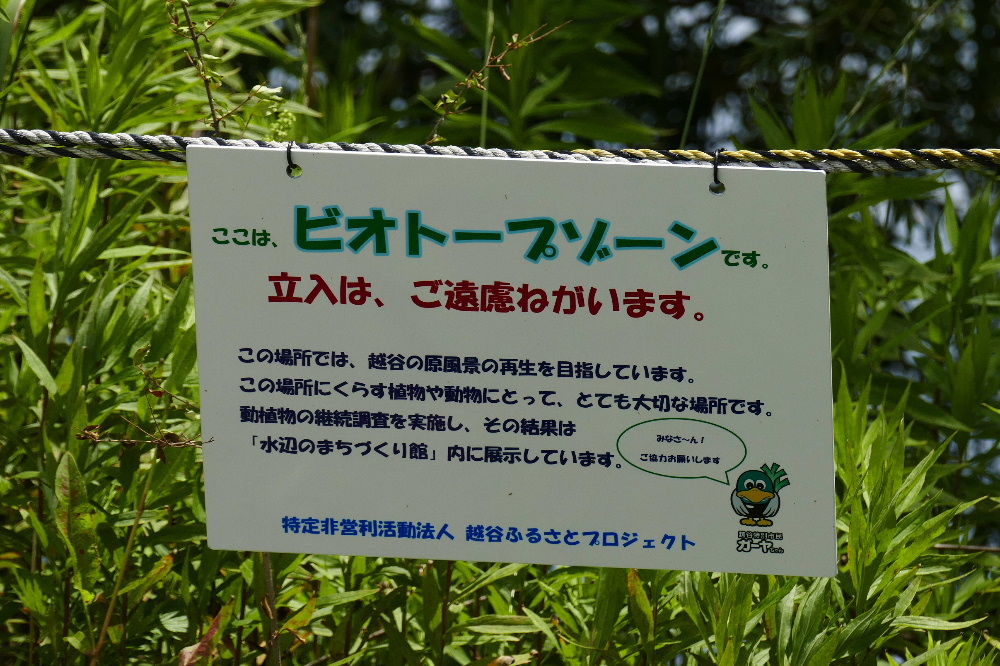 ここは、ビオトープゾーンです。
立入は、ご遠慮ねがいます。
この場所では、越谷の原風景の再生を目指しています。
この場所にくらす植物や動物にとって、とても大切な場所です。
動植物の継続調査を実施し、その結果は
「水辺のまちづくり館」内に展示しています。
みなさ～ん！
ご協力お願いします
ガーヤちゃん
特定非営利活動法人 越谷ふるさとプロジェクト